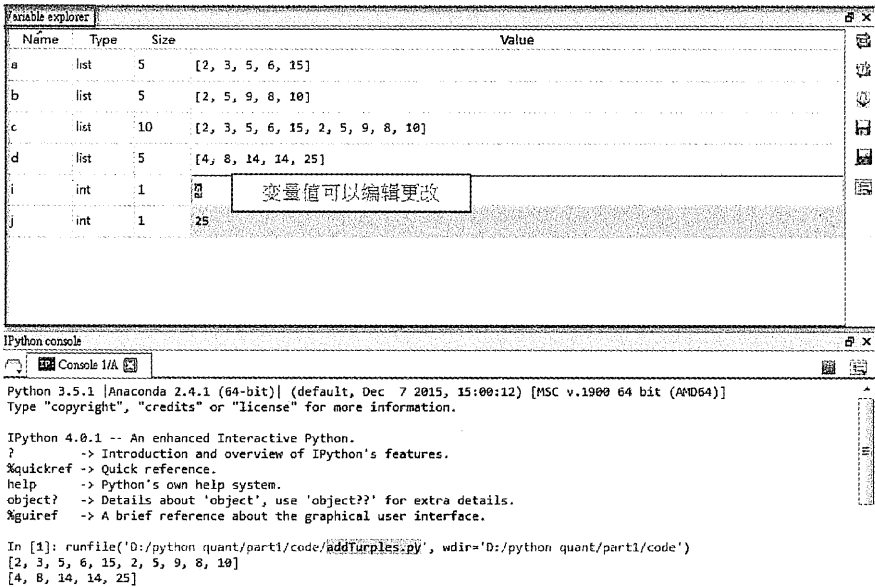 Variable explorer
Name Type Size Value
a list 5 [2, 3, 5, 6, 15]
b list 5 [2, 5, 9, 8, 10]
c list 10 [2, 3, 5, 6, 15, 2, 5, 9, 8, 10]
d list 5 [4, 8, 14, 14, 25]
i int 1 变量值可以编辑更改
j int 1 25
IPython console
Console 1/A
Python 3.5.1 |Anaconda 2.4.1 (64-bit)| (default, Dec  7 2015, 15:00:12) [MSC v.1900 64 bit (AMD64)]
Type "copyright", "credits" or "license" for more information.
IPython 4.0.1 -- An enhanced Interactive Python.
? -> Introduction and overview of IPython's features.
%quickref -> Quick reference.
help -> Python's own help system.
object? -> Details about 'object', use 'object??' for extra details.
%guiref -> A brief reference about the graphical user interface.
In [1]: runfile('D:/python quant/part1/code/addTurples.py', wdir='D:/python quant/part1/code')
[2, 3, 5, 6, 15, 2, 5, 9, 8, 10]
[4, 8, 14, 14, 25]